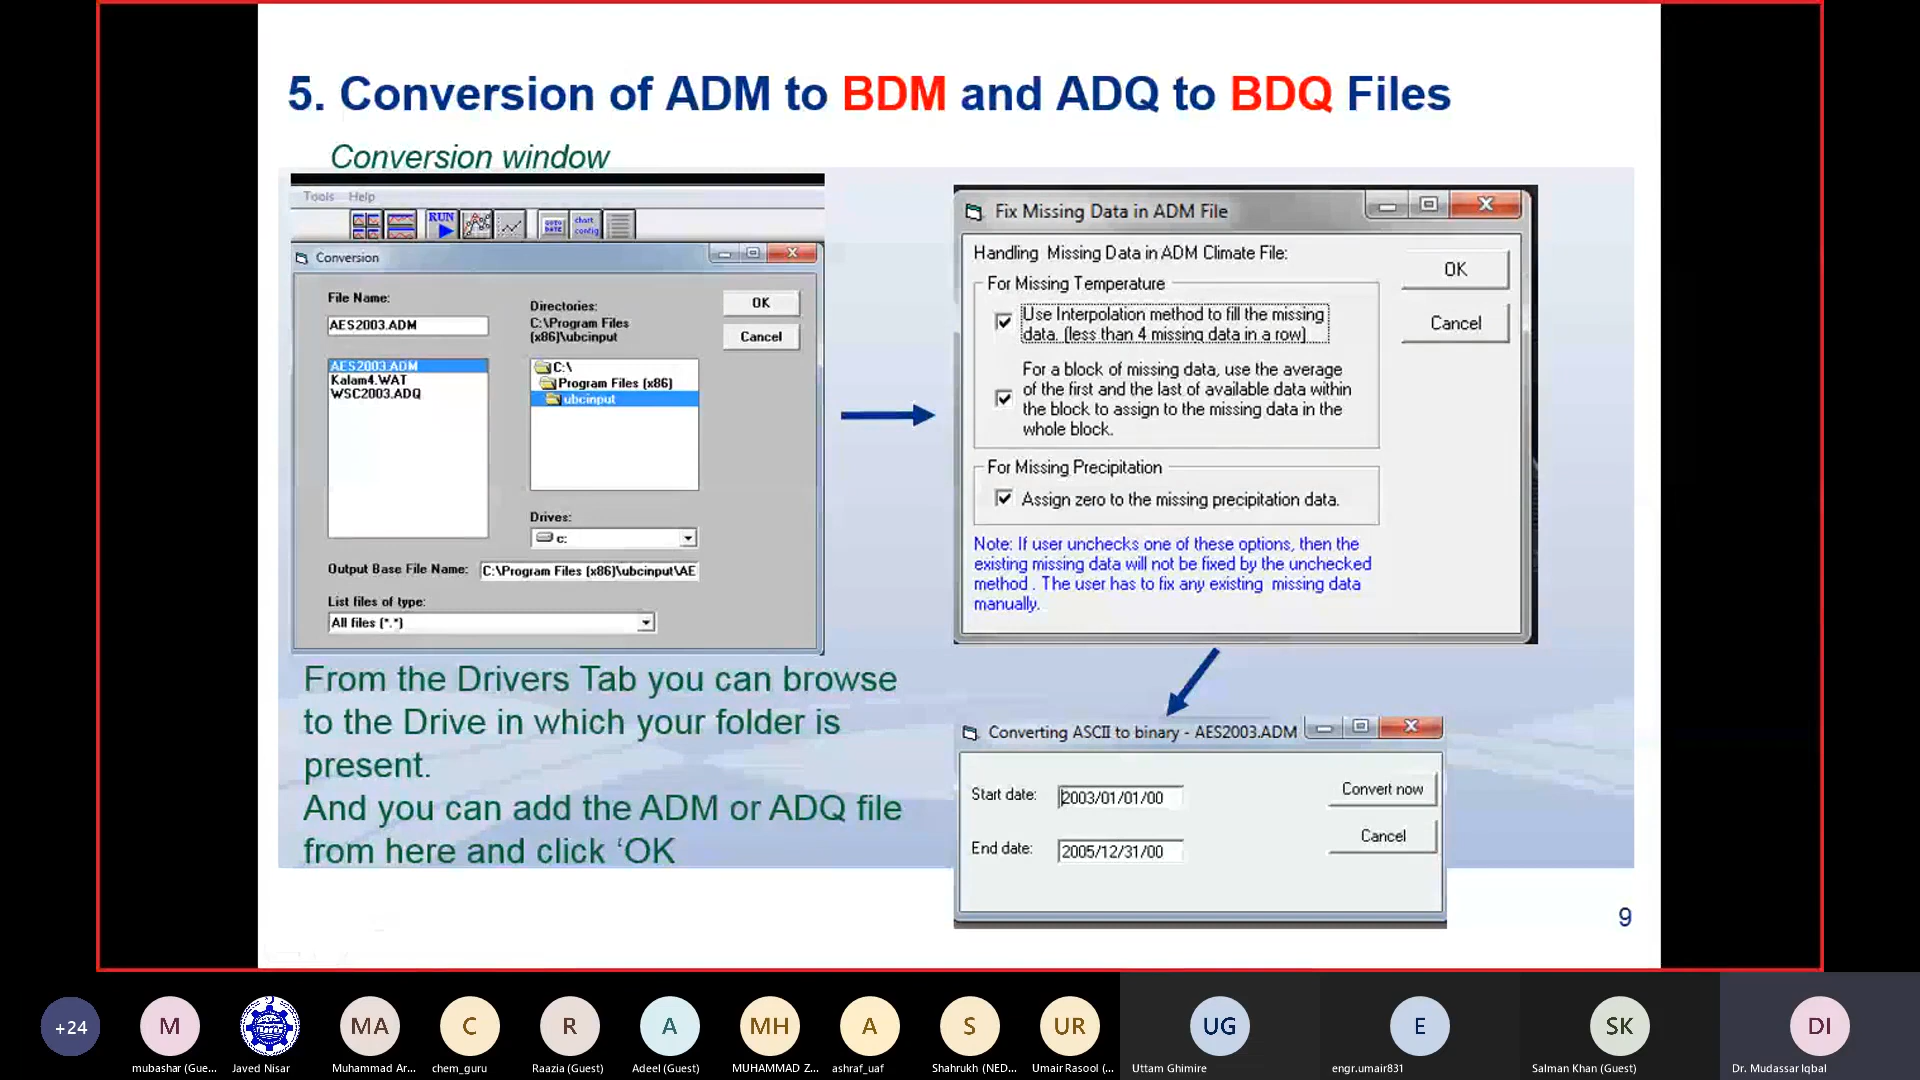 5. Conversion of ADM to BDM and ADQ to BDQ Files
Conversion window
Tools Help
RUN
GOTO DATE
chart config
Conversion
File Name:
AES2003.ADM
AES2003.ADM
Kalam4.WAT
WSC2003.ADQ
Directories:
C:\Program Files
(x86)\ubcinput
C:\
Program Files (x86)
ubcinput
OK
Cancel
Drives:
c:
Output Base File Name: C:\Program Files (x86)\ubcinput\AE
List files of type:
All files (*.*)
Fix Missing Data in ADM File
Handling Missing Data in ADM Climate File:
For Missing Temperature
Use Interpolation method to fill the missing
data. (less than 4 missing data in a row)
For a block of missing data, use the average
of the first and the last of available data within
the block to assign to the missing data in the
whole block.
For Missing Precipitation
Assign zero to the missing precipitation data.
Note: If user unchecks one of these options, then the
existing missing data will not be fixed by the unchecked
method . The user has to fix any existing missing data
manually.
OK
Cancel
From the Drivers Tab you can browse
to the Drive in which your folder is
present.
And you can add the ADM or ADQ file
from here and click ‘OK
Converting ASCII to binary - AES2003.ADM
Start date: 2003/01/01/00
End date: 2005/12/31/00
Convert now
Cancel
9
+24
M
MA
C
R
A
MH
A
S
UR
UG
E
SK
DI
mubashar (Gue...
Javed Nisar
Muhammad Ar...
chem_guru
Raazia (Guest)
Adeel (Guest)
MUHAMMAD Z...
ashraf_uaf
Shahrukh (NED...
Umair Rasool (...
Uttam Ghimire
engr.umair831
Salman Khan (Guest)
Dr. Mudassar Iqbal